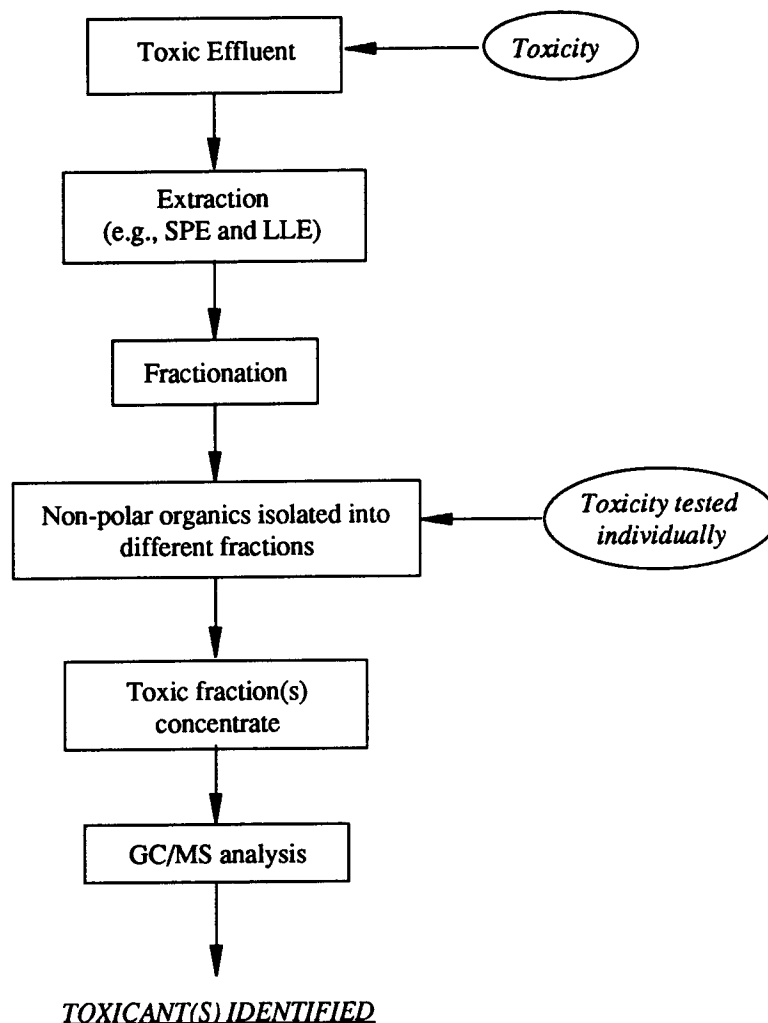 Toxic Effluent
Toxicity
Extraction
(e.g., SPE and LLE)
Fractionation
Non-polar organics isolated into
different fractions
Toxicity tested
individually
Toxic fraction(s)
concentrate
GC/MS analysis
TOXICANT(S) IDENTIFIED